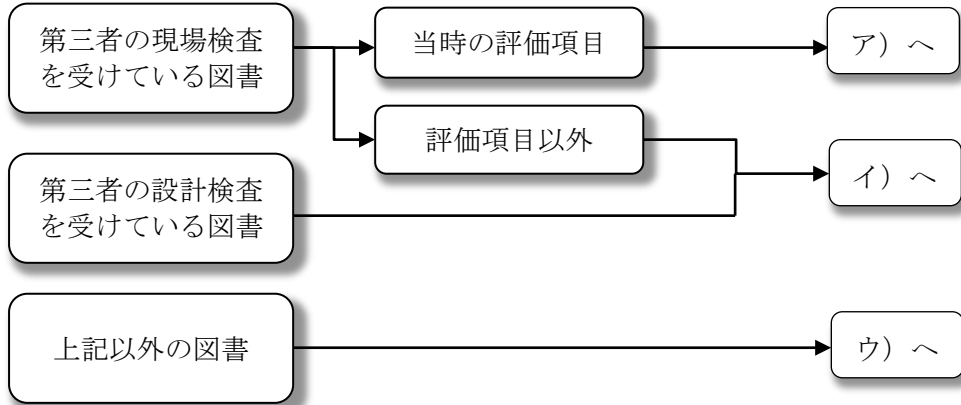 第三者の現場検査
を受けている図書
当時の評価項目
ア）へ
評価項目以外
第三者の設計検査
を受けている図書
イ）へ
上記以外の図書
ウ）へ